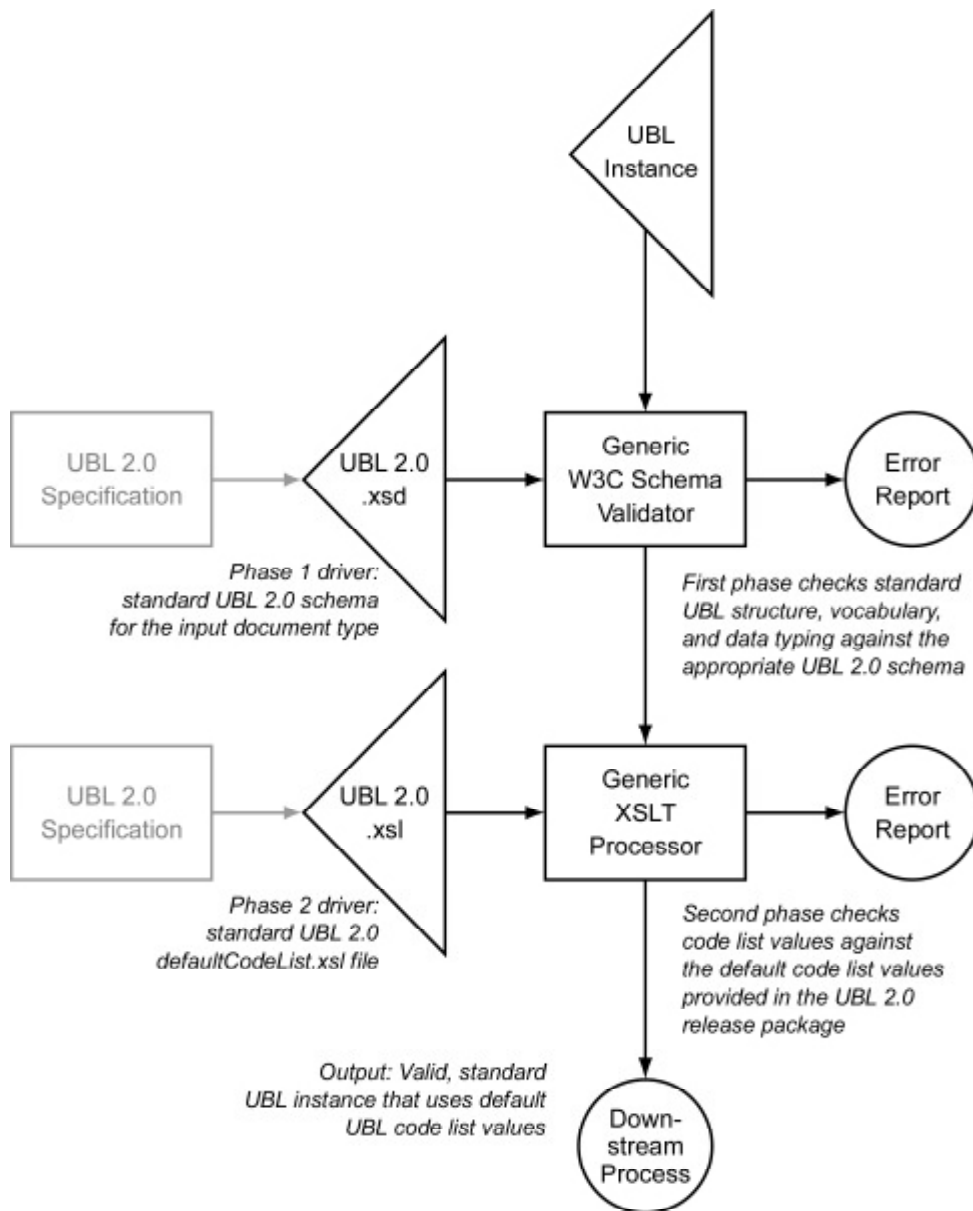 UBL
Instance
UBL 2.0
Specification
UBL 2.0
.xsd
Generic
W3C Schema
Validator
Error
Report
Phase 1 driver:
standard UBL 2.0 schema
for the input document type
First phase checks standard
UBL structure, vocabulary,
and data typing against the
appropriate UBL 2.0 schema
UBL 2.0
Specification
UBL 2.0
.xsl
Generic
XSLT
Processor
Error
Report
Phase 2 driver:
standard UBL 2.0
defaultCodeList.xsl file
Second phase checks
code list values against
the default code list values
provided in the UBL 2.0
release package
Output: Valid, standard
UBL instance that uses default
UBL code list values
Down-
stream
Process